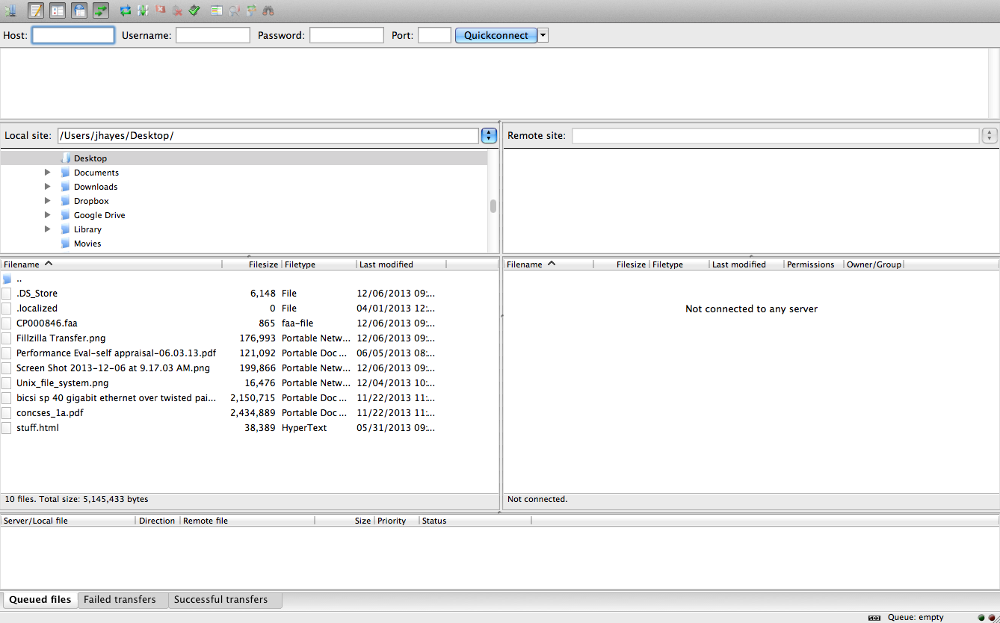 Host: Username: Password: Port: Quickconnect
Local site: /Users/jhayes/Desktop/ Remote site:
Desktop
Documents
Downloads
Dropbox
Google Drive
Library
Movies
Filename Filesize Filetype Last modified Filename Filesize Filetype Last modified Permissions Owner/Group
..
.DS_Store 6,148 File 12/06/2013 09:...
.localized 0 File 04/01/2013 12:...
Not connected to any server
CP000846.faa 865 faa-file 12/06/2013 09:...
Fillzilla Transfer.png 176,993 Portable Netw... 12/06/2013 09:...
Performance Eval-self appraisal-06.03.13.pdf 121,092 Portable Doc ... 06/05/2013 08:...
Screen Shot 2013-12-06 at 9.17.03 AM.png 199,866 Portable Netw... 12/06/2013 09:...
Unix_file_system.png 16,476 Portable Netw... 12/04/2013 10:...
bicsi sp 40 gigabit ethernet over twisted pai... 2,150,715 Portable Doc ... 11/22/2013 11:...
concses_1a.pdf 2,434,889 Portable Doc ... 11/22/2013 11:...
stuff.html 38,389 HyperText 05/31/2013 09:...
10 files. Total size: 5,145,433 bytes Not connected.
Server/Local file Direction Remote file Size Priority Status
Queued files Failed transfers Successful transfers
Queue: empty